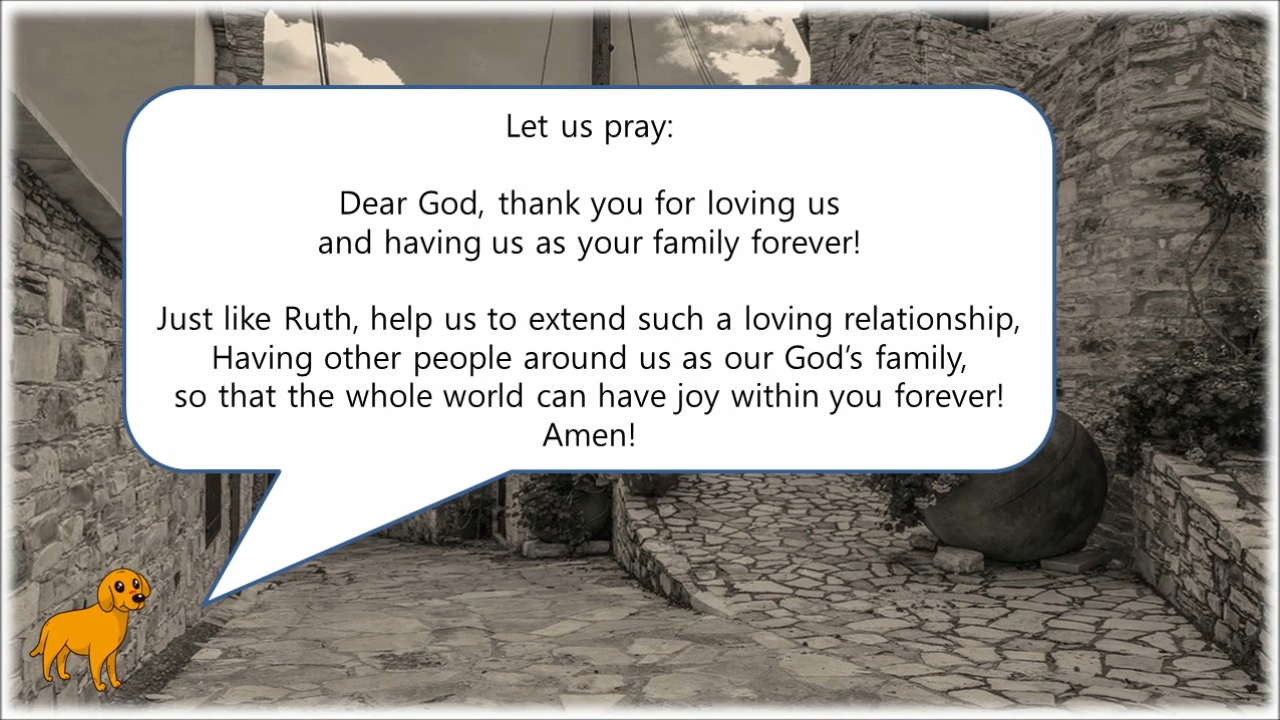 Let us pray:
Dear God, thank you for loving us
and having us as your family forever!
Just like Ruth, help us to extend such a loving relationship,
Having other people around us as our God’s family,
so that the whole world can have joy within you forever!
Amen!